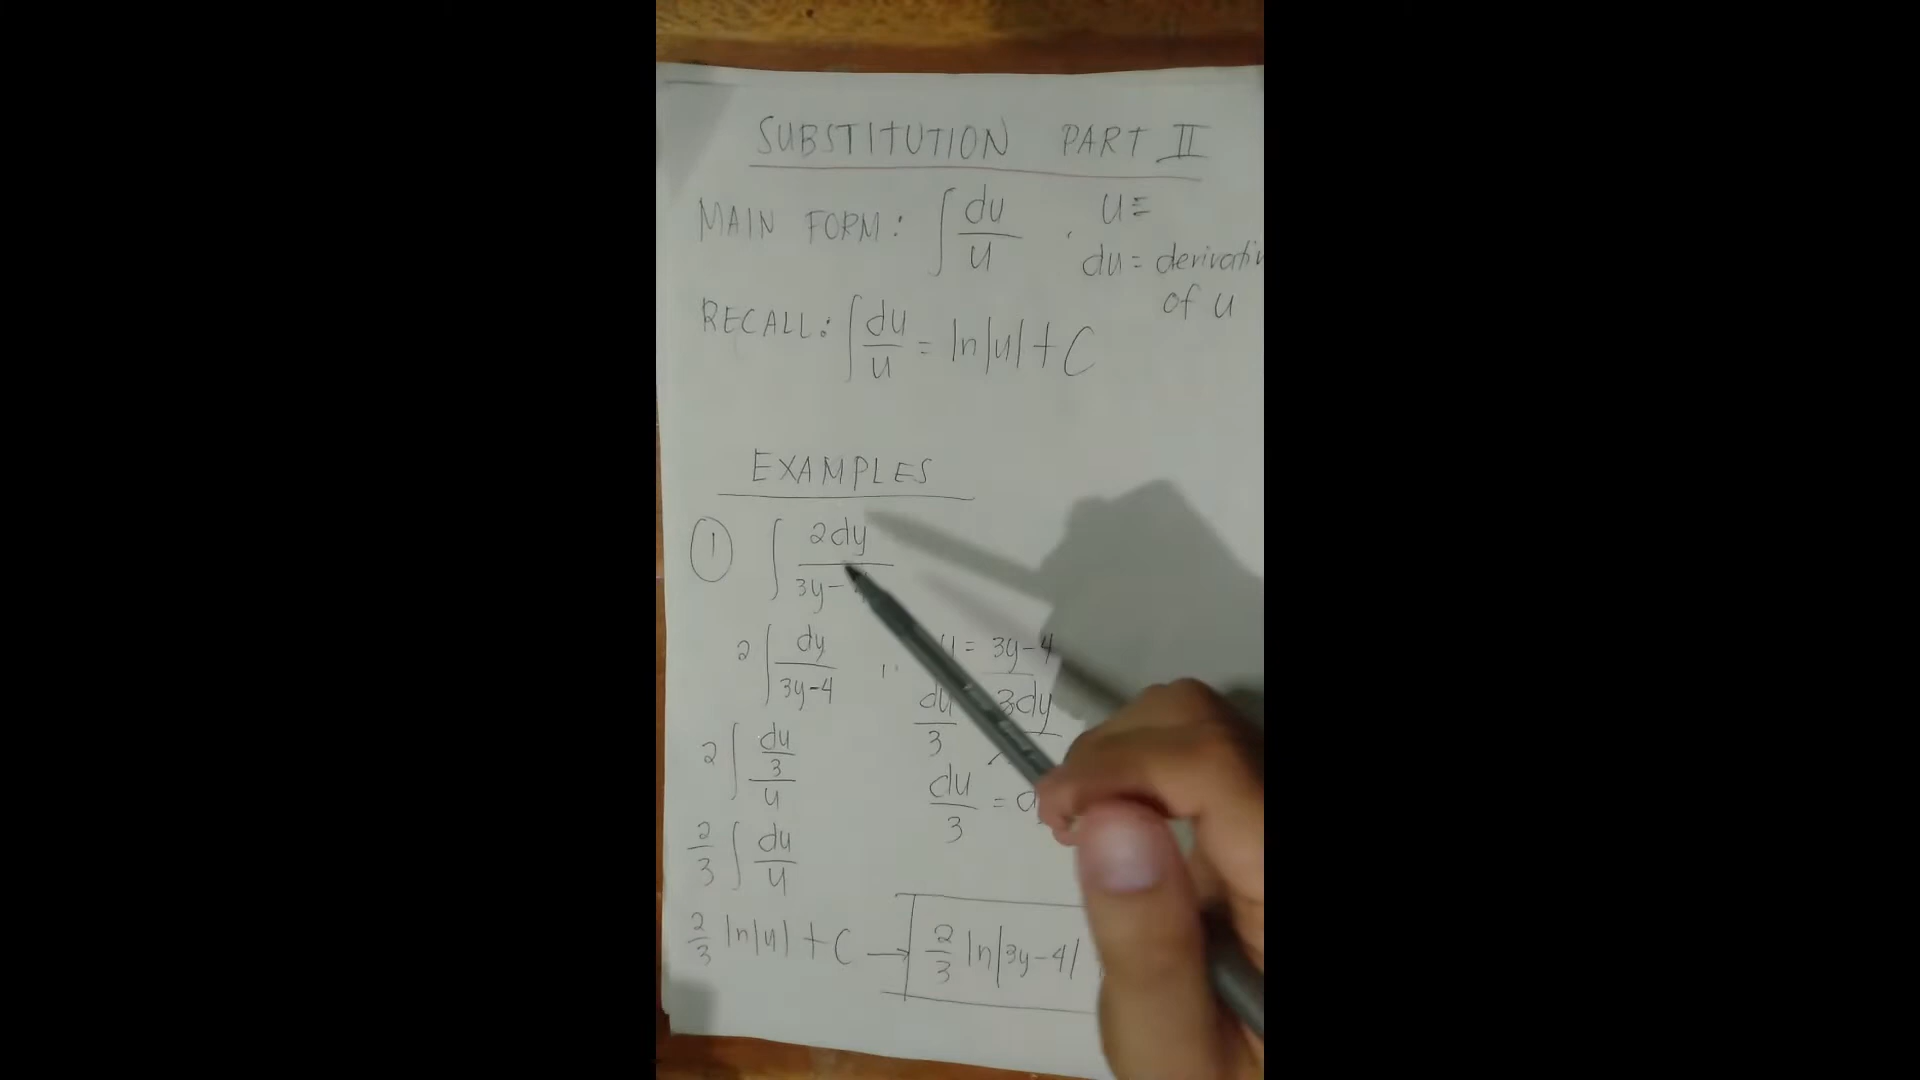 SUBSTITUTION PART II
MAIN FORM: ∫ du/u , u =
du = derivativ
of u
RECALL: ∫ du/u = ln|u| + C
EXAMPLES
① ∫ 2dy/3y-
2 ∫ dy/3y-4
u = 3y-4
du/3 3dy
2 ∫ du/3/u
du/3 =
2/3 ∫ du/u
2/3 ln|u| + C → 2/3 ln|3y-4|